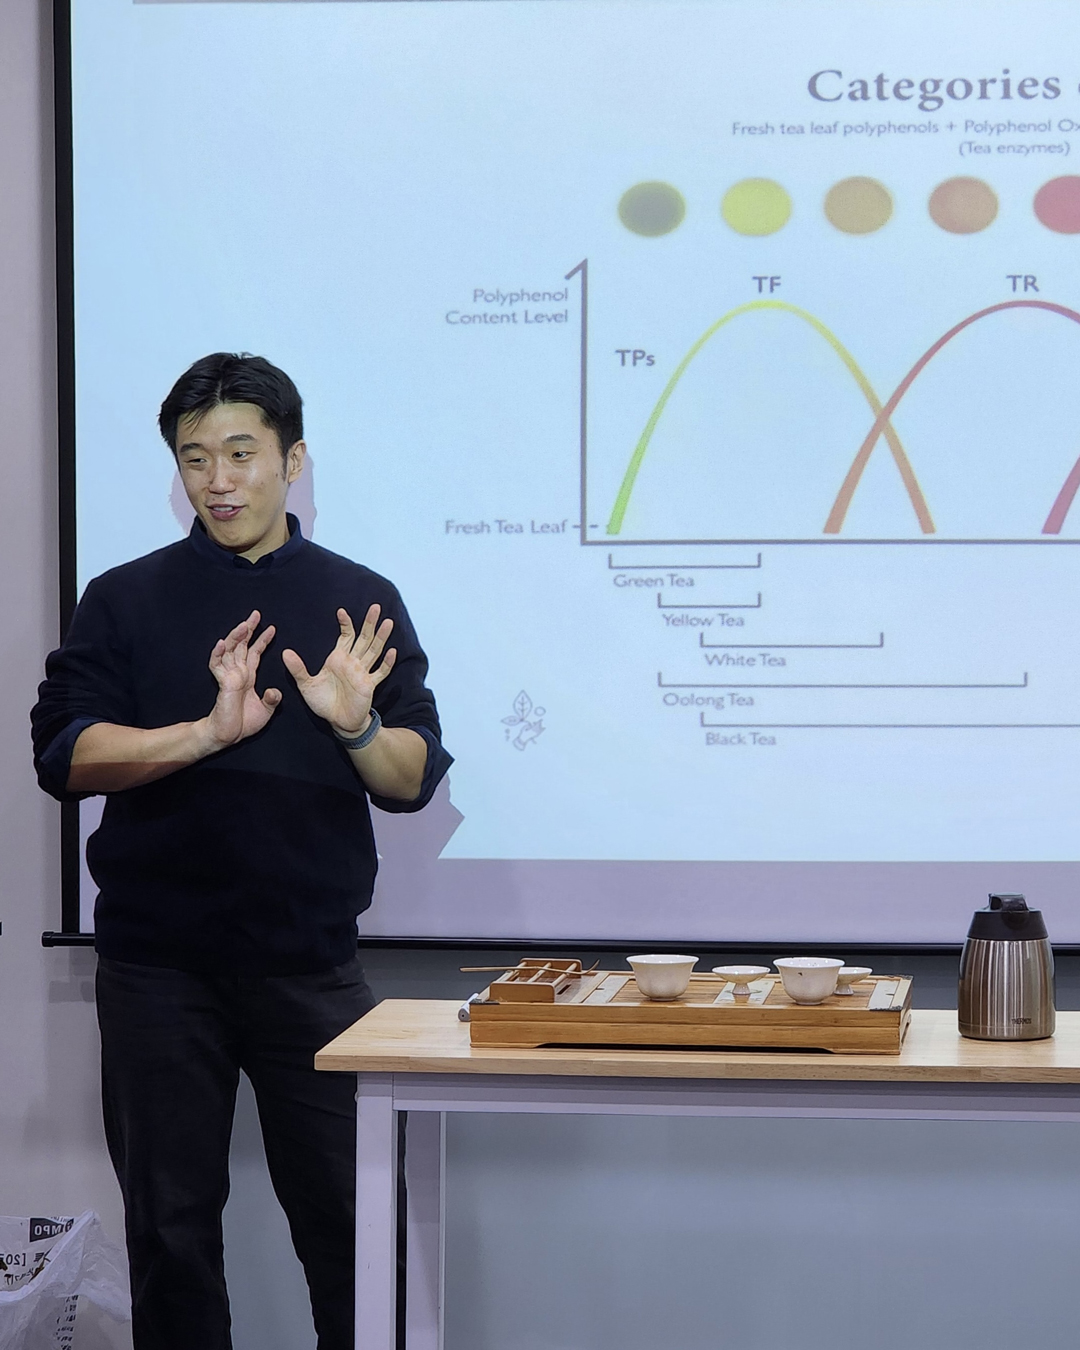 Categories
Fresh tea leaf polyphenols + Polyphenol
(Tea enzymes)
TF
TR
Polyphenol
Content Level
TPs
Fresh Tea Leaf
Green Tea
Yellow Tea
White Tea
Oolong Tea
Black Tea
THERMOS